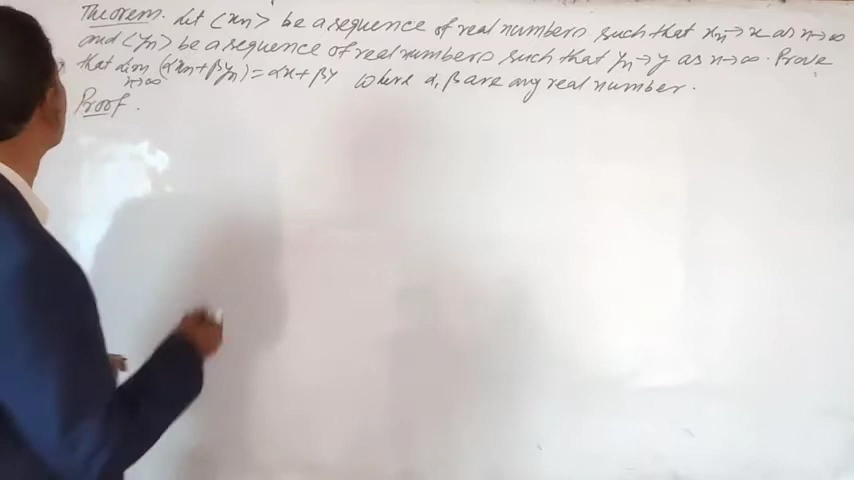 Theorem. Let <xn> be a sequence of real numbers such that xn→x as n→∞
and <yn> be a sequence of real numbers such that yn→y as n→∞. Prove
that lim n→∞ (αxn+βyn)=αx+βy where α,β are any real number.
Proof.